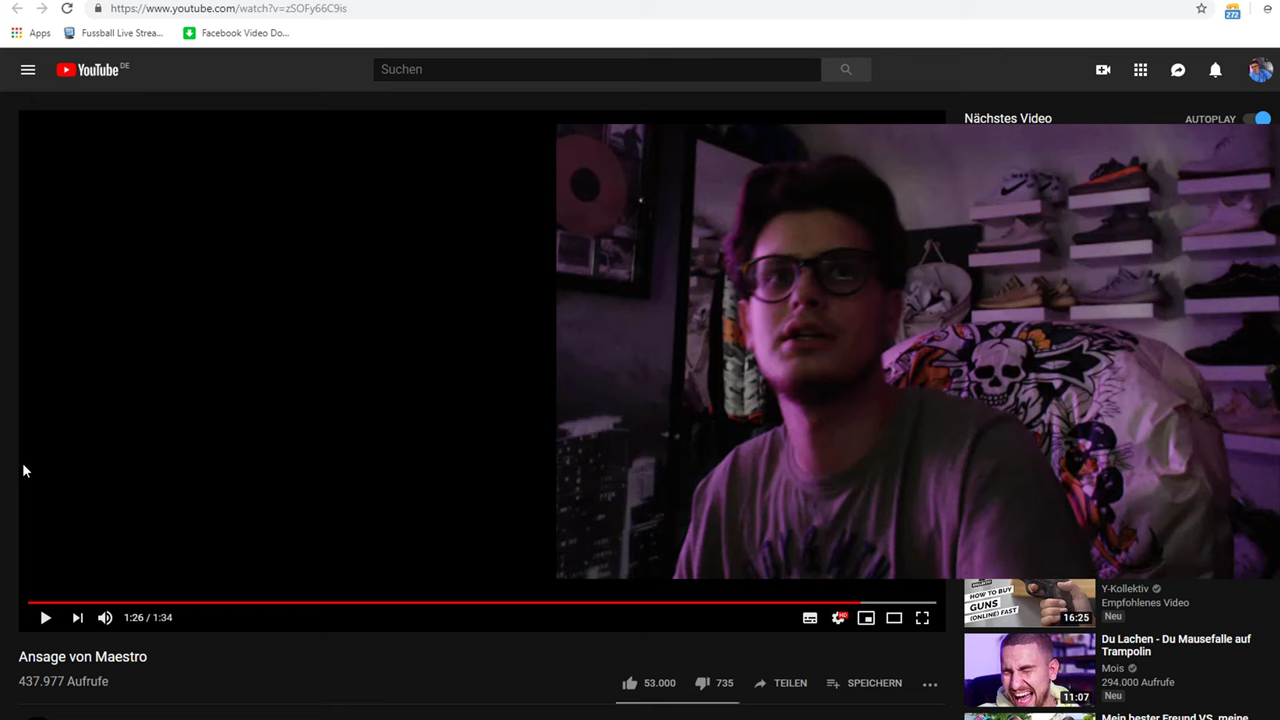 https://www.youtube.com/watch?v=zSOFy66C9is
272
Apps
Fussball Live Strea...
Facebook Video Do...
YouTube DE
Suchen
Nächstes Video
AUTOPLAY
1:26 / 1:34
HD
Ansage von Maestro
437.977 Aufrufe
53.000
735
TEILEN
SPEICHERN
HOW TO BUY
GUNS
(ONLINE) FAST
16:25
Y-Kollektiv
Empfohlenes Video
Neu
11:07
Du Lachen - Du Mausefalle auf
Trampolin
Mois
294.000 Aufrufe
Neu
Mein bester Freund VS. meine